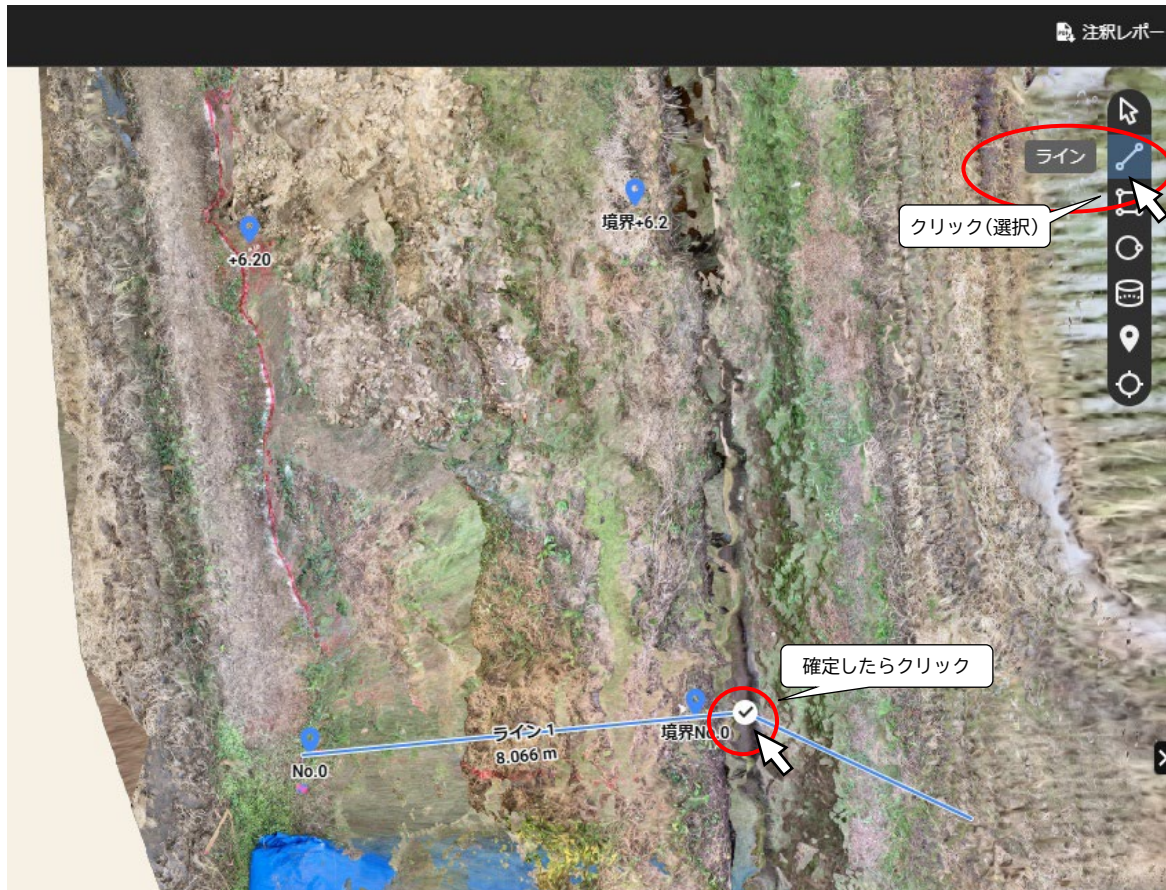 注釈レポー
ライン
クリック(選択)
境界+6.2
+6.20
確定したらクリック
ライン 1
境界No.0
8.066 m
No.0